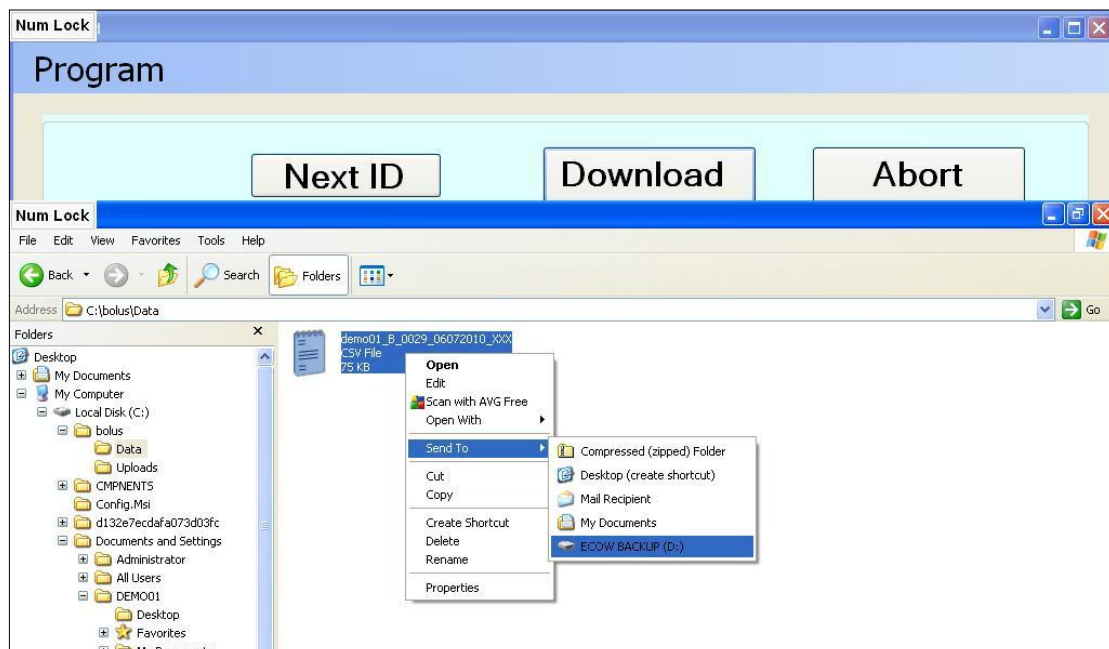 Num Lock
Program
Next ID Download Abort
Num Lock
File Edit View Favorites Tools Help
Back Search Folders
Address C:\bolus\Data Go
Folders
Desktop
My Documents
My Computer
Local Disk (C:)
bolus
Data
Uploads
CMPNENTS
Config.Msi
d132e7ecdafa073d03fc
Documents and Settings
Administrator
All Users
DEMO01
Desktop
Favorites
demo01_B_0029_06072010_XXX
CSV File
75 KB
Open
Edit
Scan with AVG Free
Open With
Send To
Cut
Copy
Create Shortcut
Delete
Rename
Properties
Compressed (zipped) Folder
Desktop (create shortcut)
Mail Recipient
My Documents
ECOW BACKUP (D:)